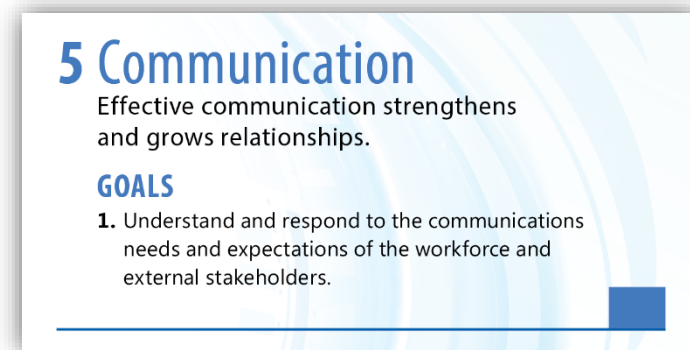 5 Communication
Effective communication strengthens
and grows relationships.
GOALS
1. Understand and respond to the communications
needs and expectations of the workforce and
external stakeholders.